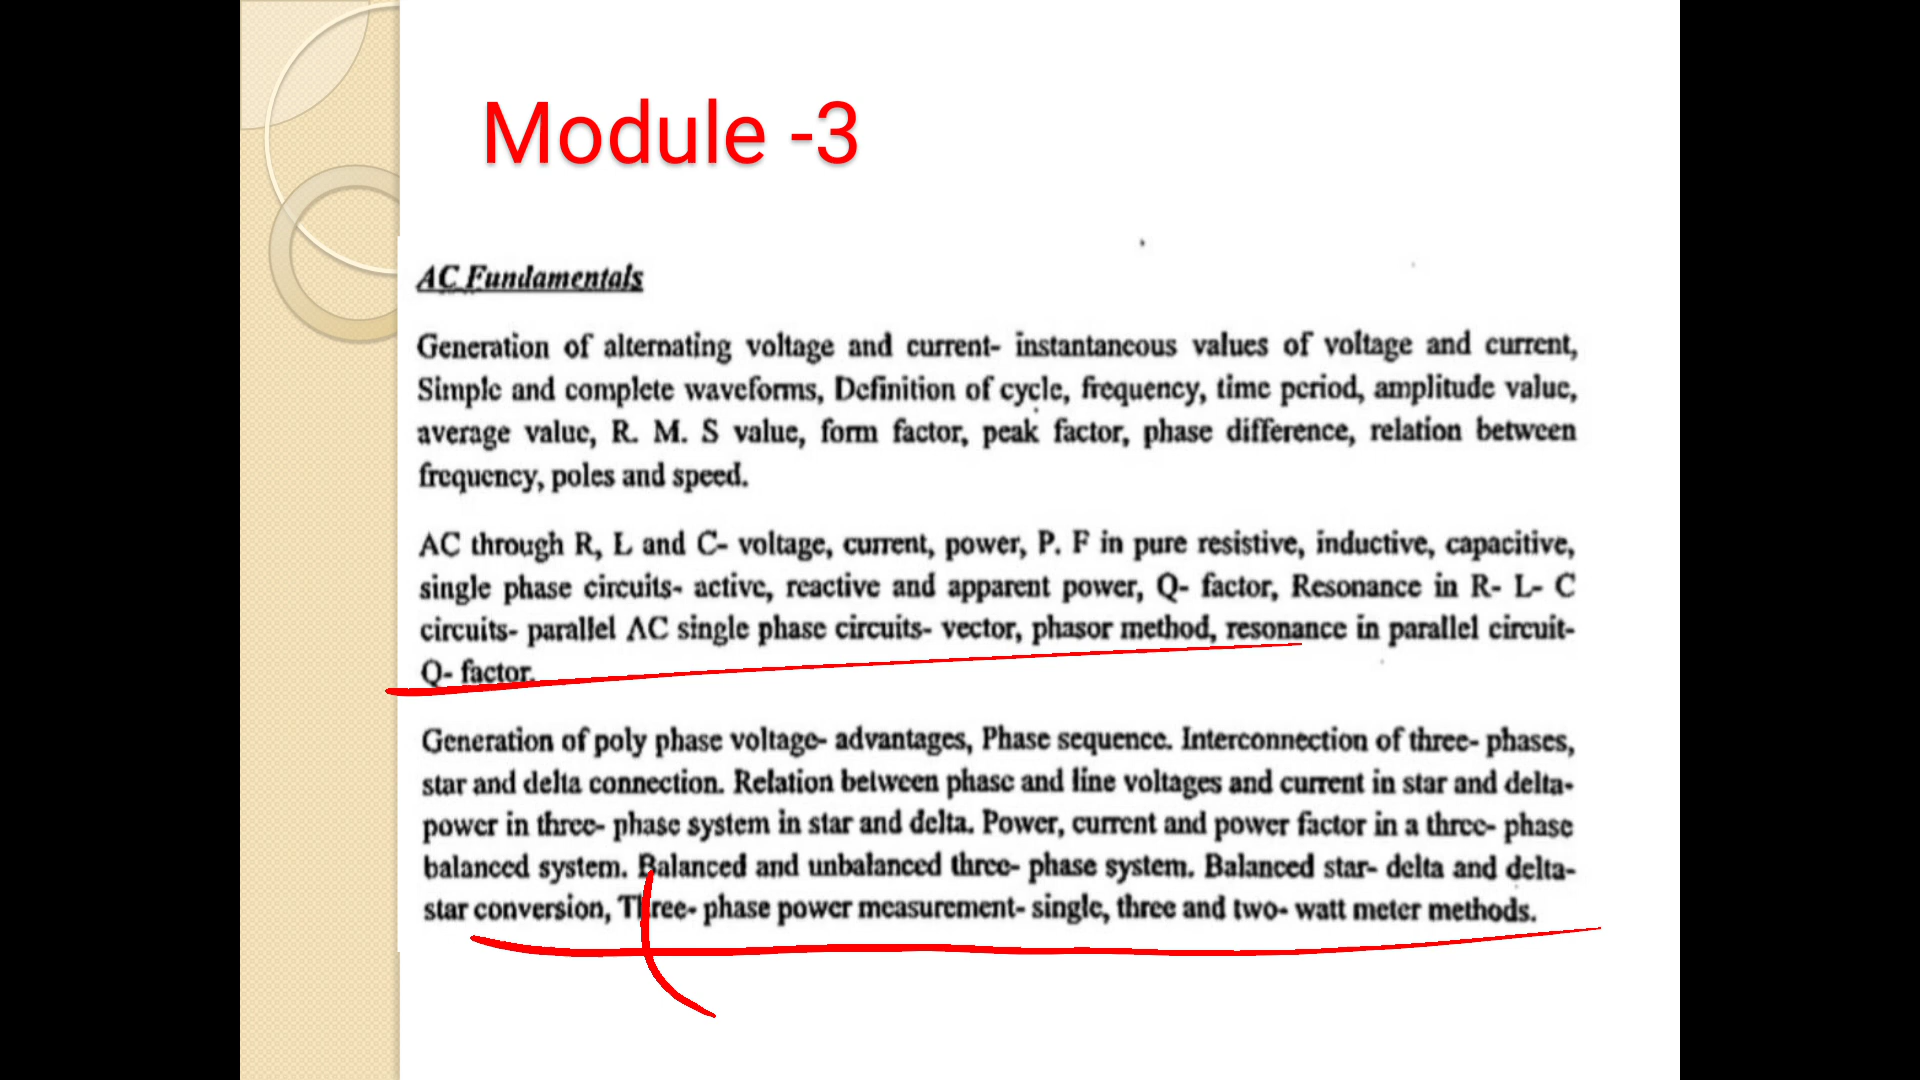 Module -3
AC Fundamentals
Generation of alternating voltage and current- instantaneous values of voltage and current,
Simple and complete waveforms, Definition of cycle, frequency, time period, amplitude value,
average value, R. M. S value, form factor, peak factor, phase difference, relation between
frequency, poles and speed.
AC through R, L and C- voltage, current, power, P. F in pure resistive, inductive, capacitive,
single phase circuits- active, reactive and apparent power, Q- factor, Resonance in R- L- C
circuits- parallel AC single phase circuits- vector, phasor method, resonance in parallel circuit-
Q- factor.
Generation of poly phase voltage- advantages, Phase sequence. Interconnection of three- phases,
star and delta connection. Relation between phase and line voltages and current in star and delta-
power in three- phase system in star and delta. Power, current and power factor in a three- phase
balanced system. Balanced and unbalanced three- phase system. Balanced star- delta and delta-
star conversion, Three- phase power measurement- single, three and two- watt meter methods.